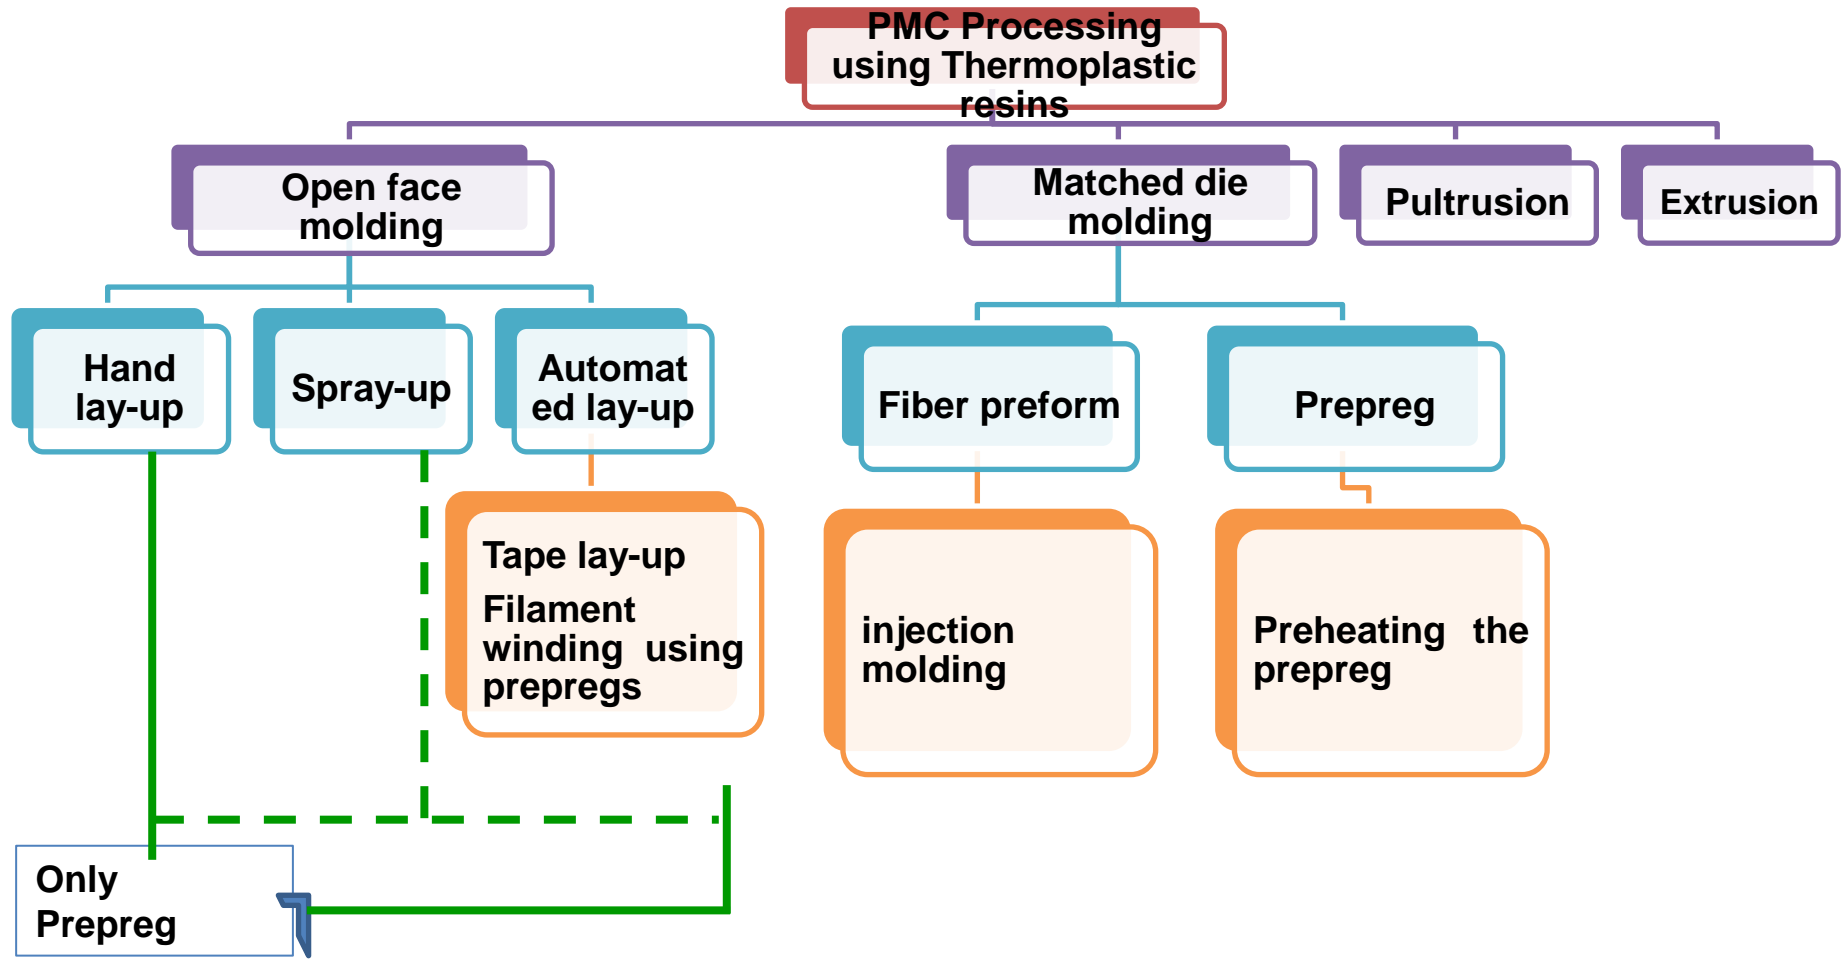 PMC Processing
using Thermoplastic
resins
Open face
molding
Matched die
molding
Pultrusion
Extrusion
Hand
lay-up
Spray-up
Automat
ed lay-up
Fiber preform
Prepreg
Tape lay-up
Filament
winding using
prepregs
injection
molding
Preheating the
prepreg
Only
Prepreg